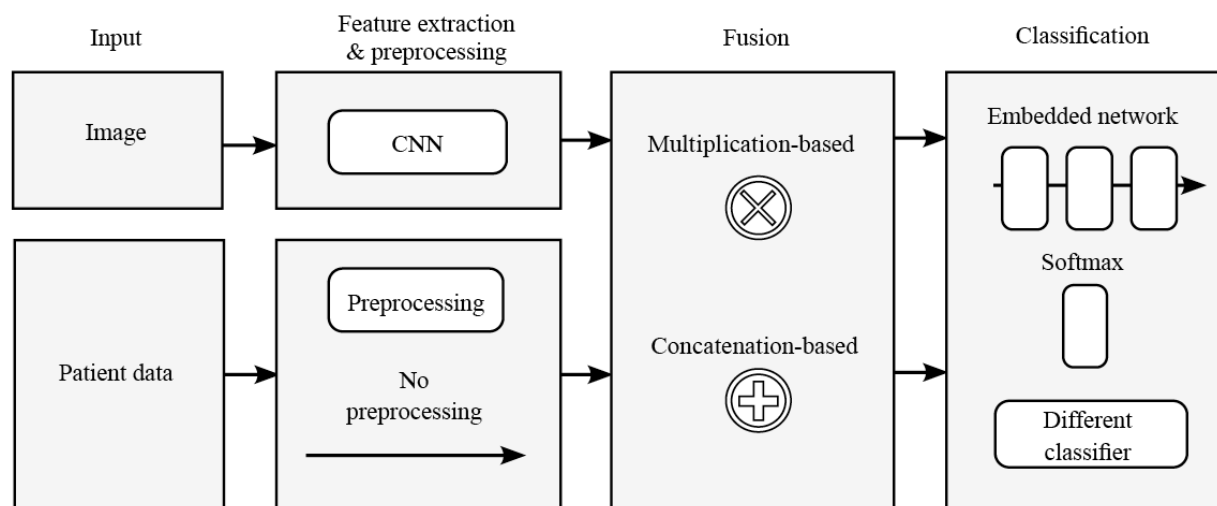 Input
Feature extraction
& preprocessing
Fusion
Classification
Image
CNN
Multiplication-based
Embedded network
Softmax
Patient data
Preprocessing
No
preprocessing
Concatenation-based
Different
classifier